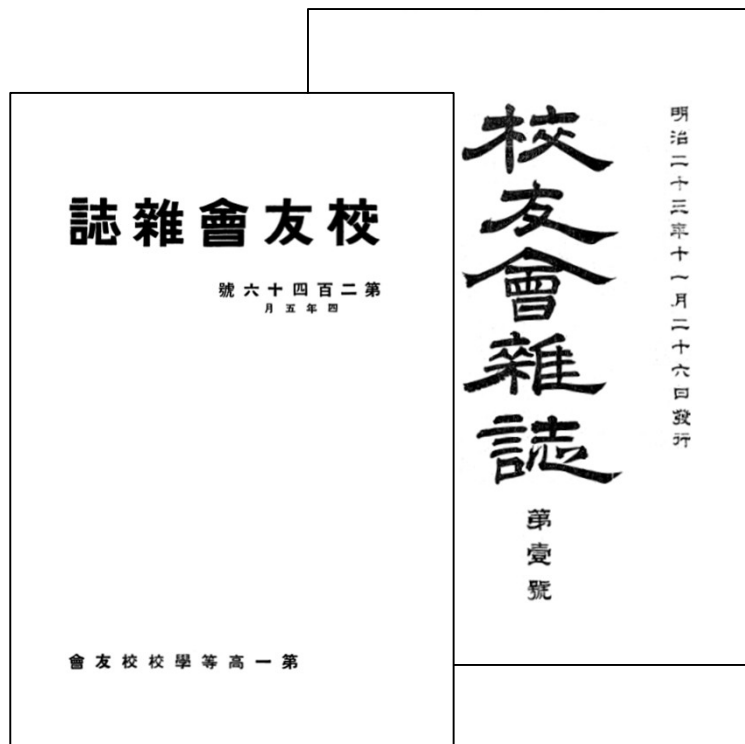 校友會雜誌
第二百四十六號
四年五月
第一高等學校校友會
明治二十三年十一月二十六日發行
校友會雜誌
第壹號